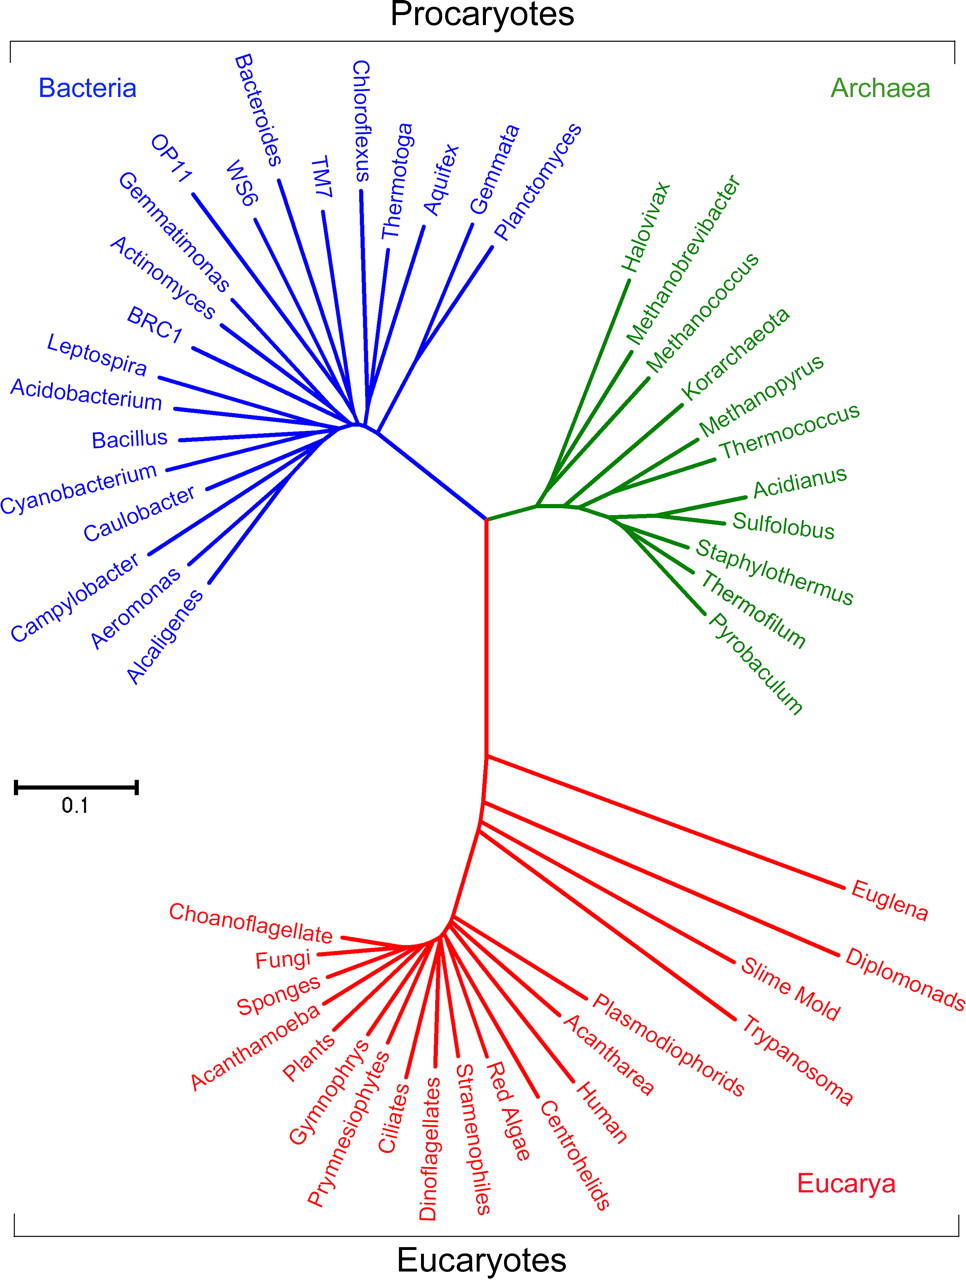 Procaryotes
Bacteria
Archaea
OP11
WS6
Bacteroides
TM7
Chloroflexus
Thermotoga
Aquifex
Gemmata
Planctomyces
Gemmatimonas
Actinomyces
BRC1
Leptospira
Acidobacterium
Bacillus
Cyanobacterium
Caulobacter
Campylobacter
Aeromonas
Alcaligenes
Halovivax
Methanobrevibacter
Methanococcus
Korarchaeota
Methanopyrus
Thermococcus
Acidianus
Sulfolobus
Staphylothermus
Thermofilum
Pyrobaculum
0.1
Euglena
Diplomonads
Slime Mold
Trypanosoma
Plasmodiophorids
Acantharea
Human
Centrohelids
Red Algae
Stramenophiles
Dinoflagellates
Ciliates
Prymnesiophytes
Gymnophrys
Plants
Acanthamoeba
Sponges
Fungi
Choanoflagellate
Eucarya
Eucaryotes